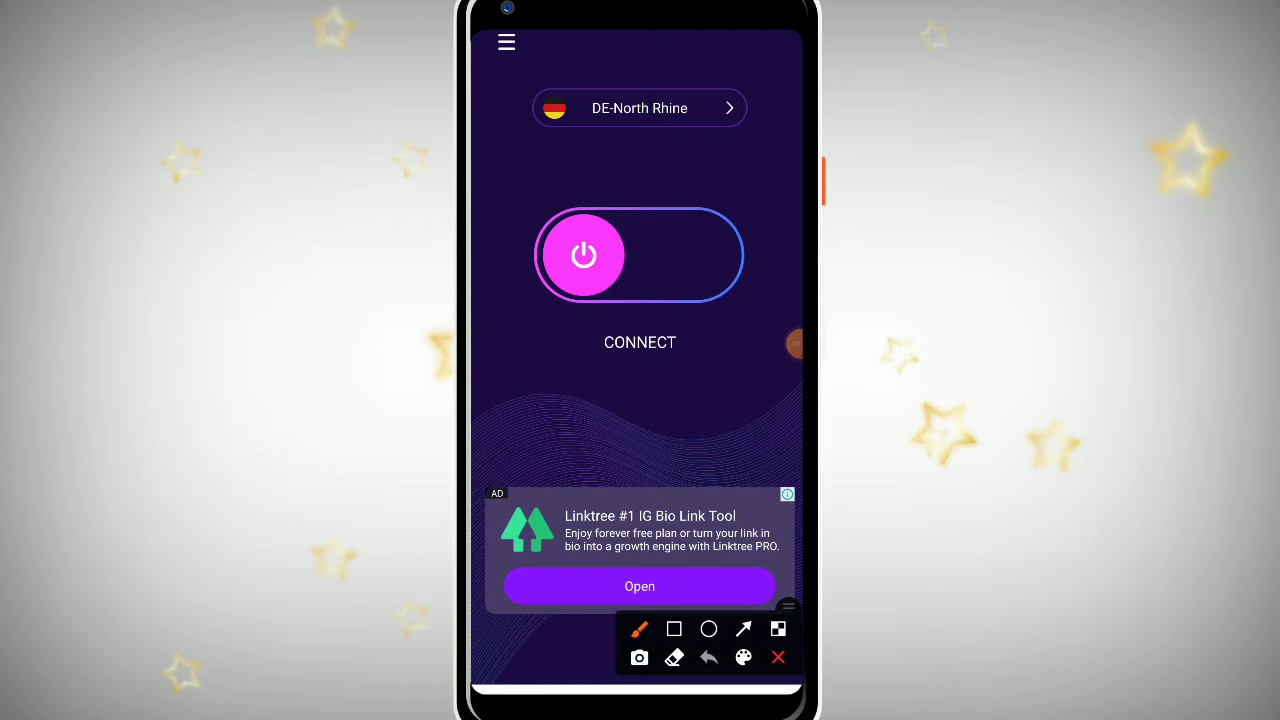 DE-North Rhine
CONNECT
AD
Linktree #1 IG Bio Link Tool
Enjoy forever free plan or turn your link in
bio into a growth engine with Linktree PRO.
Open